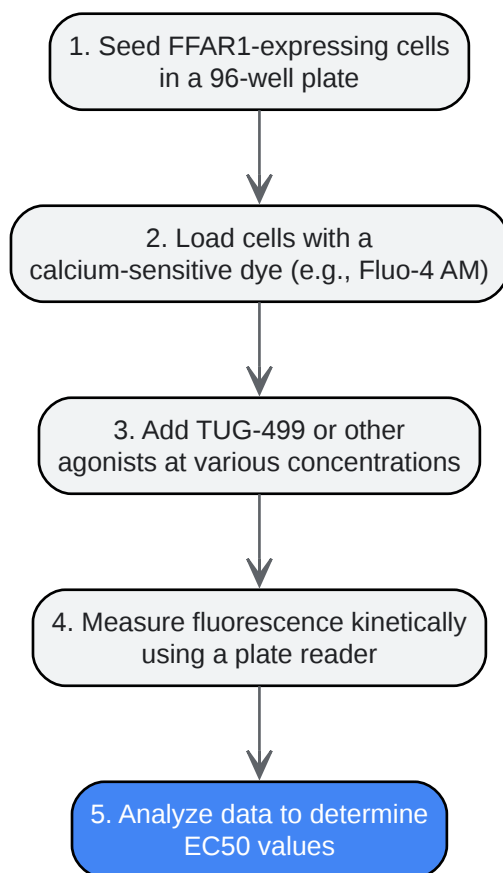 1. Seed FFAR1-expressing cells
in a 96-well plate
2. Load cells with a
calcium-sensitive dye (e.g., Fluo-4 AM)
3. Add TUG-499 or other
agonists at various concentrations
4. Measure fluorescence kinetically
using a plate reader
5. Analyze data to determine
EC50 values